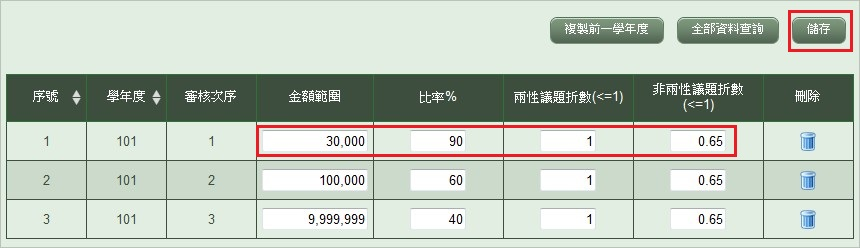 複製前一學年度 全部資料查詢 儲存
序號 學年度 審核次序 金額範圍 比率% 兩性議題折數(<=1) 非兩性議題折數 刪除
(<=1)
1 101 1 30,000 90 1 0.65
2 101 2 100,000 60 1 0.65
3 101 3 9,999,999 40 1 0.65